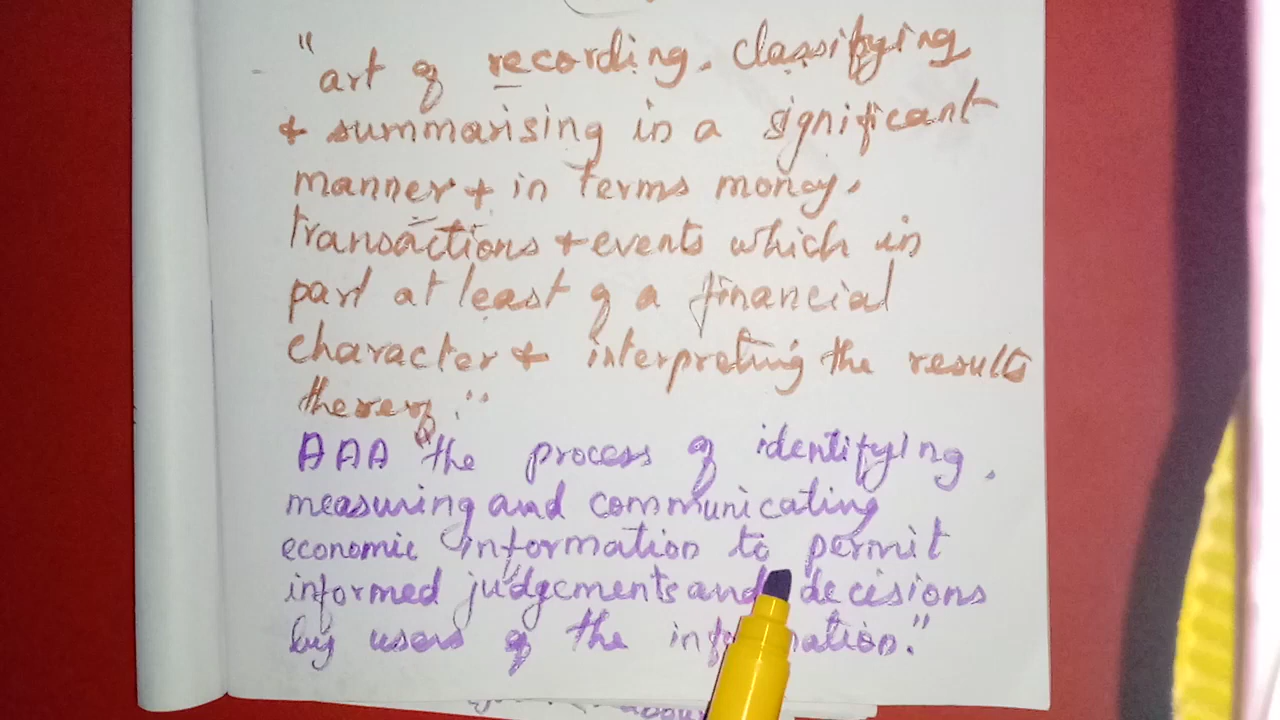 "art of recording, classifying
& summarising in a significant
manner & in terms money,
transactions & events which in
part at least of a financial
character & interpreting the results
thereof."
AAA the process of identifying,
measuring and communicating
economic information to permit
informed judgements and decisions
by users of the information."